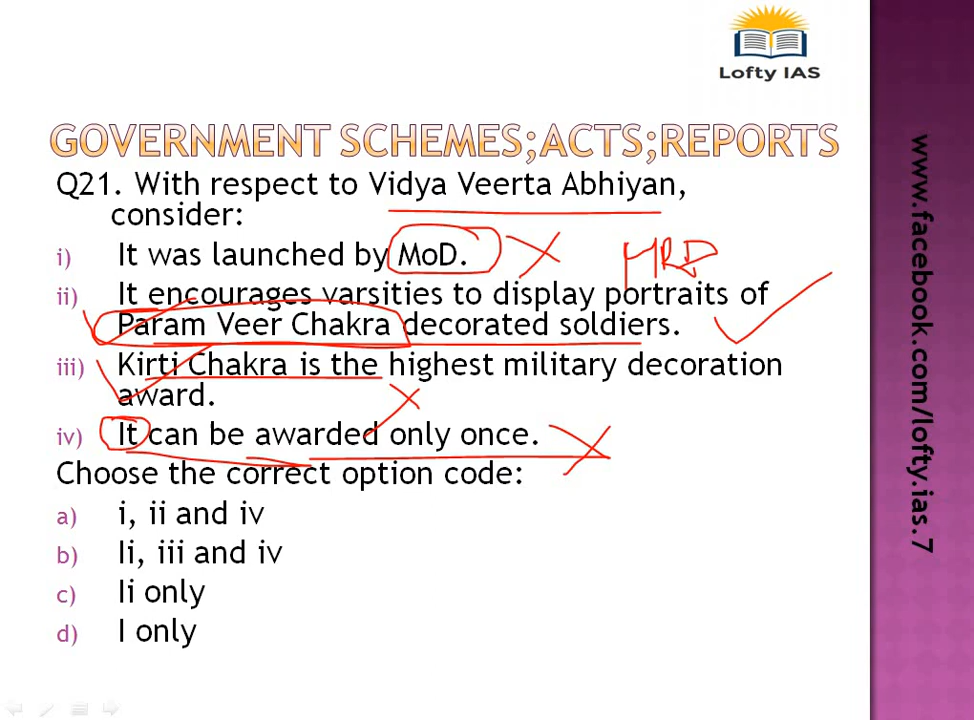 Lofty IAS
GOVERNMENT SCHEMES;ACTS;REPORTS
Q21. With respect to Vidya Veerta Abhiyan,
consider:
i) It was launched by MoD.
HRD
ii) It encourages varsities to display portraits of
Param Veer Chakra decorated soldiers.
iii) Kirti Chakra is the highest military decoration
award.
iv) It can be awarded only once.
Choose the correct option code:
a) i, ii and iv
b) Ii, iii and iv
c) Ii only
d) I only
www.facebook.com/lofty.ias.7